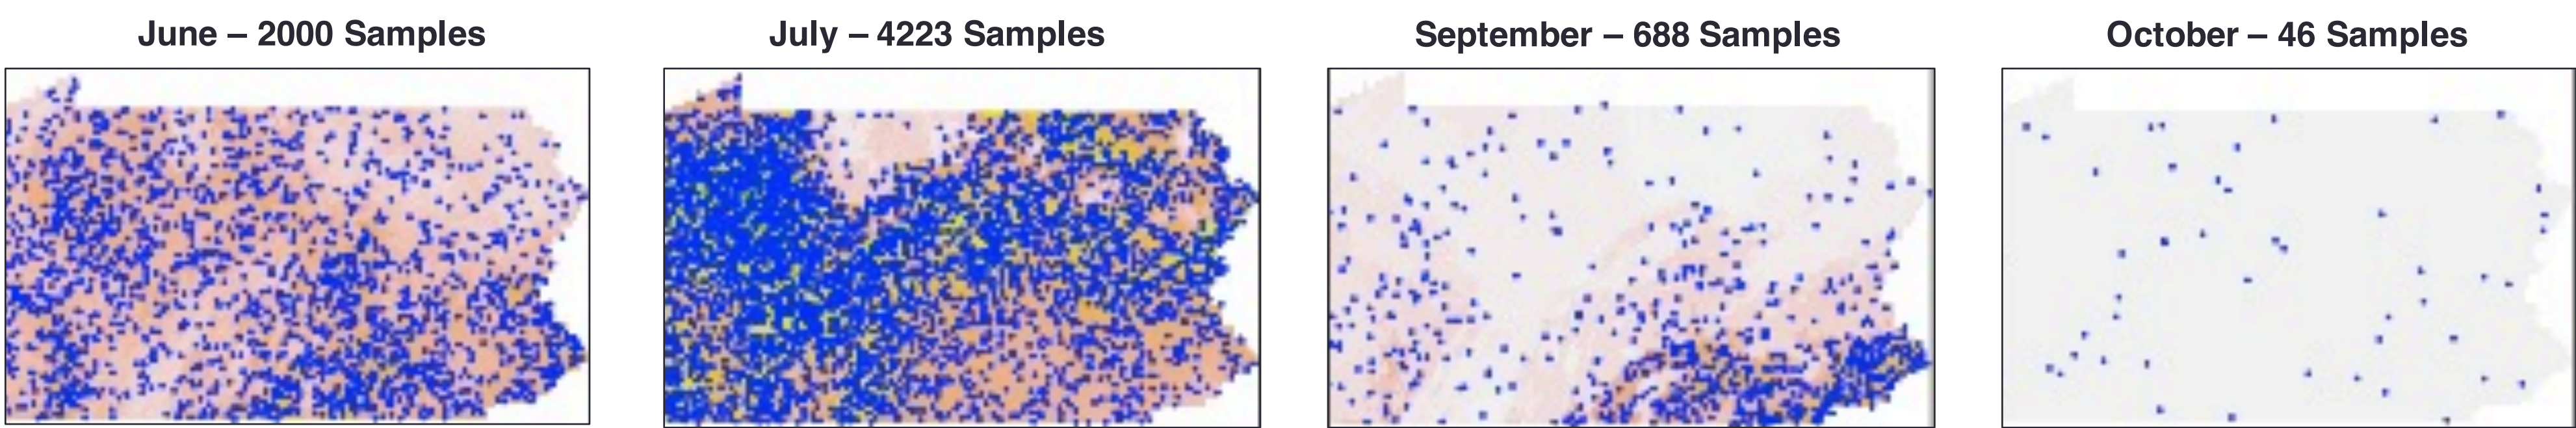 June – 2000 Samples
July – 4223 Samples
September – 688 Samples
October – 46 Samples